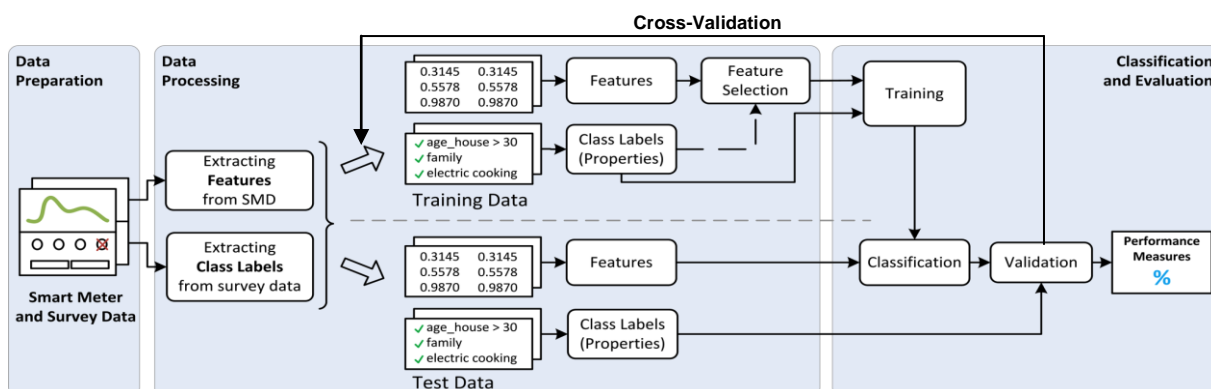 Cross-Validation
Data
Preparation
Smart Meter
and Survey Data
Data
Processing
Extracting
Features
from SMD
Extracting
Class Labels
from survey data
0.3145 0.3145
0.5578 0.5578
0.9870 0.9870
Features
Feature
Selection
✓ age_house > 30
✓ family
✓ electric cooking
Class Labels
(Properties)
Training Data
0.3145 0.3145
0.5578 0.5578
0.9870 0.9870
Features
✓ age_house > 30
✓ family
✓ electric cooking
Class Labels
(Properties)
Test Data
Classification
and Evaluation
Training
Classification
Validation
Performance
Measures
%